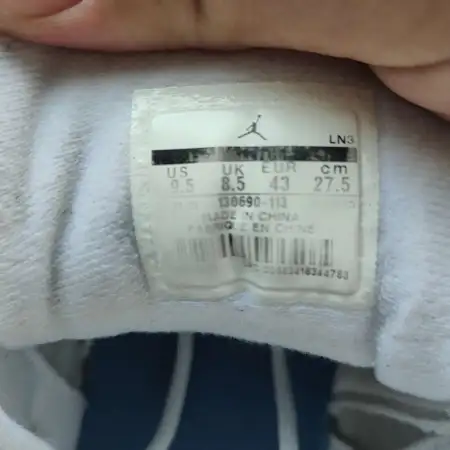 LN3
US UK EUR cm
9.5 8.5 43 27.5
130690-113
MADE IN CHINA
FABRIQUE EN CHINE